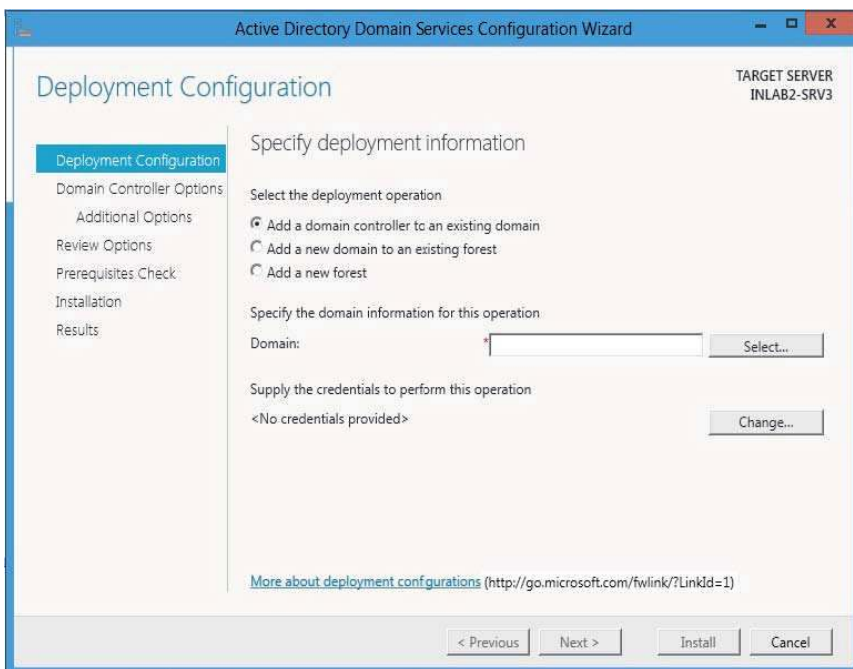 Active Directory Domain Services Configuration Wizard
Deployment Configuration
TARGET SERVER
INLAB2-SRV3
Deployment Configuration
Domain Controller Options
Additional Options
Review Options
Prerequisites Check
Installation
Results
Specify deployment information
Select the deployment operation
Add a domain controller to an existing domain
Add a new domain to an existing forest
Add a new forest
Specify the domain information for this operation
Domain: *
Select...
Supply the credentials to perform this operation
<No credentials provided>
Change...
More about deployment confgurations (http://go.microsoft.com/fwlink/?LinkId=1)
< Previous Next > Install Cancel